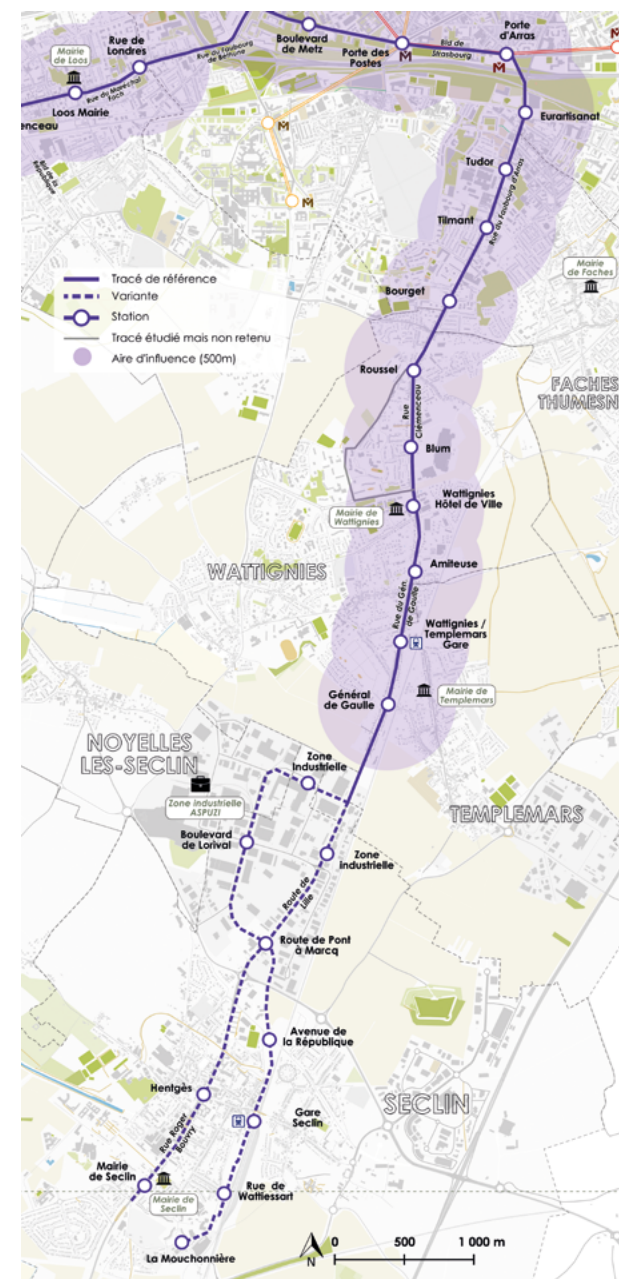 Mairie
de Loos
Rue de
Londres
Rue du Faubourg
de Béthune
Boulevard
de Metz
Porte des
Postes
Bld de
Strasbourg
Porte
d'Arras
M
M
Rue du Maréchal
Foch
Loos Mairie
enceau
Bld de la
République
M
M
Eurartisanat
Tudor
Tilmant
Rue du Faubourg d'Arras
Mairie
de Faches
Bourget
Tracé de référence
Variante
Station
Tracé étudié mais non retenu
Aire d'influence (500m)
Roussel
FACHES
THUMESN
Rue
Clémenceau
Blum
Wattignies
Hôtel de Ville
Mairie de
Wattignies
WATTIGNIES
Amiteuse
Rue du Gén.
de Gaulle
Wattignies /
Templemars
Gare
Général
de Gaulle
Mairie de
Templemars
NOYELLES
LES-SECLIN
Zone
Industrielle
Zone industrielle
ASPUZI
TEMPLEMARS
Boulevard
de Lorival
Zone
industrielle
Route de
Lille
Route de Pont
à Marcq
Avenue de
la République
Hentgès
SECLIN
Gare
Seclin
Rue Roger
Bouvry
Mairie
de Seclin
Mairie de
Seclin
Rue de
Wattiessart
La Mouchonnière
N
0 500 1 000 m